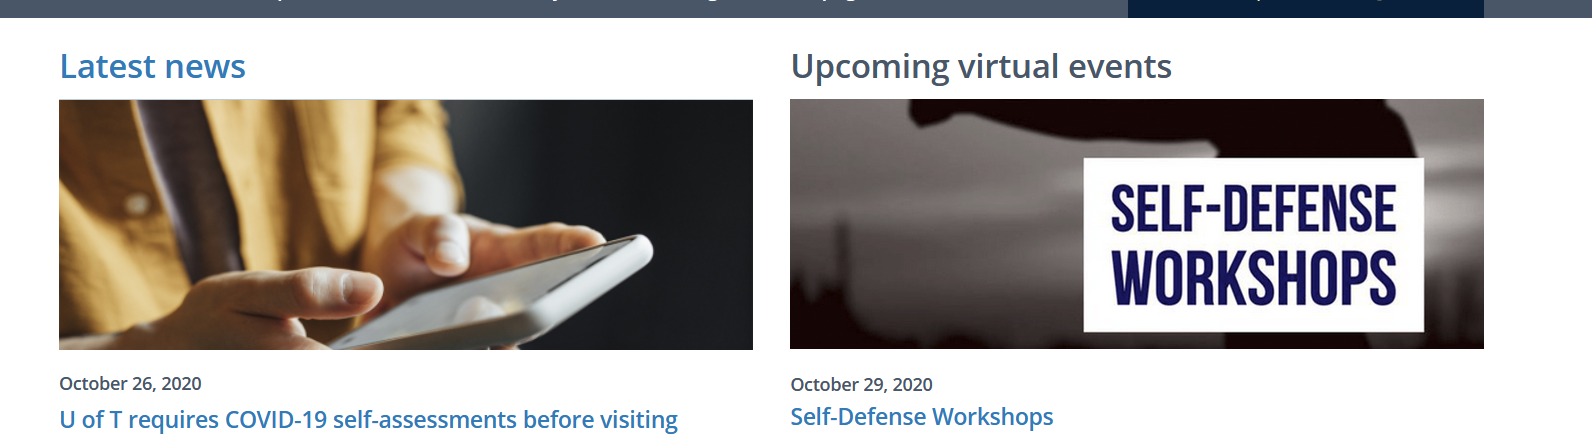 Latest news
Upcoming virtual events
SELF-DEFENSE
WORKSHOPS
October 26, 2020
U of T requires COVID-19 self-assessments before visiting
October 29, 2020
Self-Defense Workshops